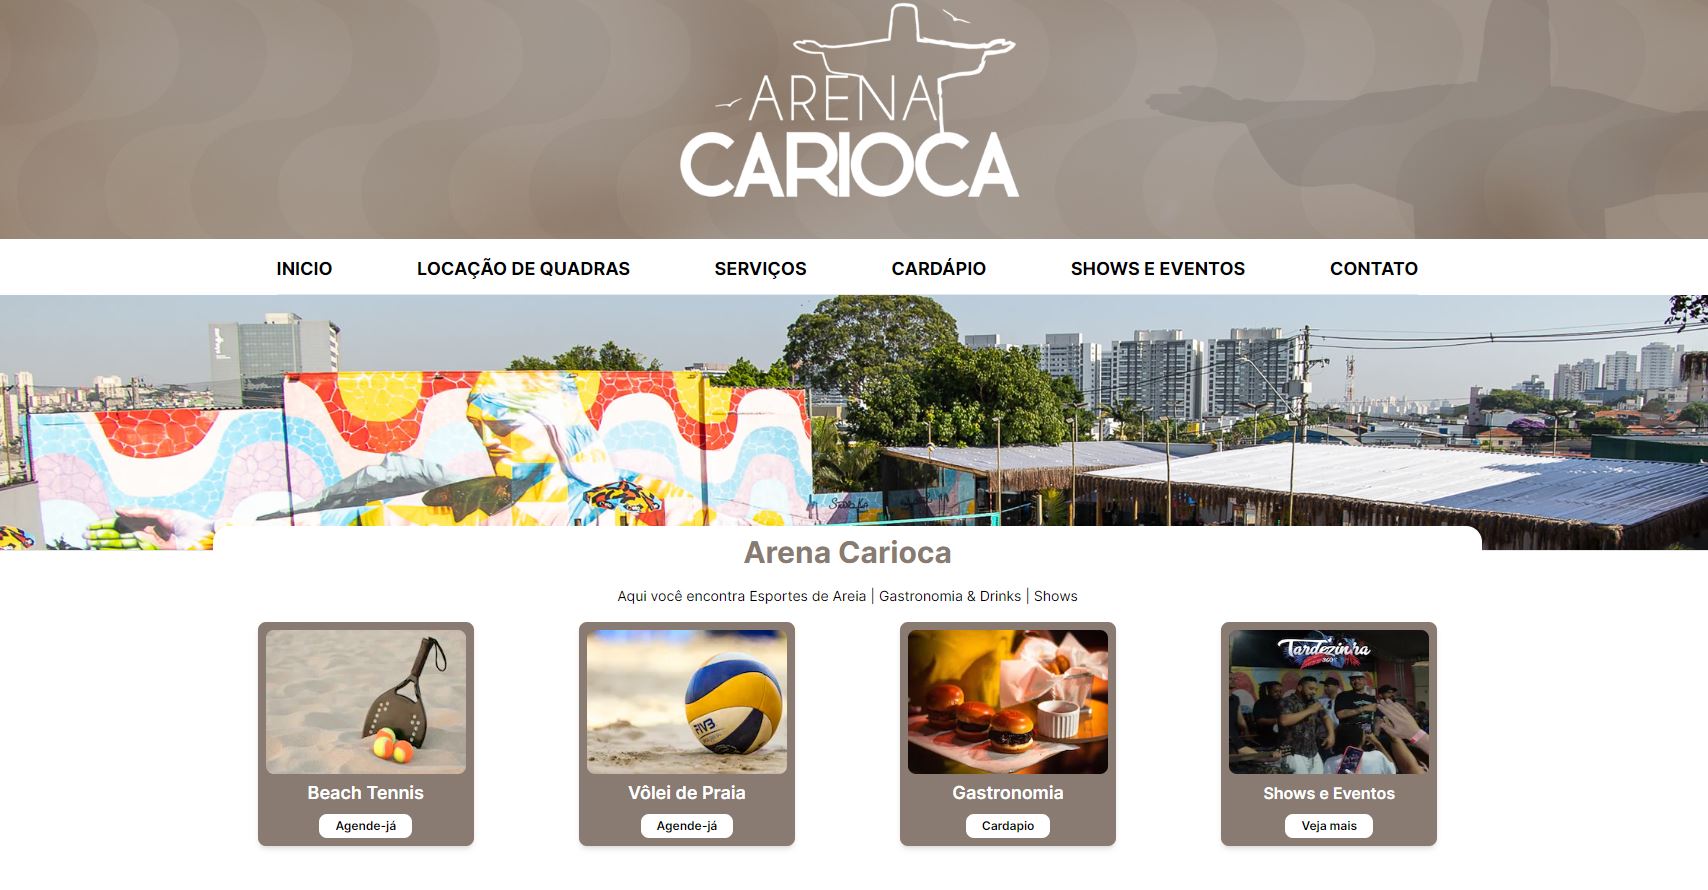 ARENA
CARIOCA
INICIO LOCAÇÃO DE QUADRAS SERVIÇOS CARDÁPIO SHOWS E EVENTOS CONTATO
Arena Carioca
Aqui você encontra Esportes de Areia | Gastronomia & Drinks | Shows
FIVB
Tardezinha
360°
Beach Tennis Vôlei de Praia Gastronomia Shows e Eventos
Agende-já Agende-já Cardapio Veja mais